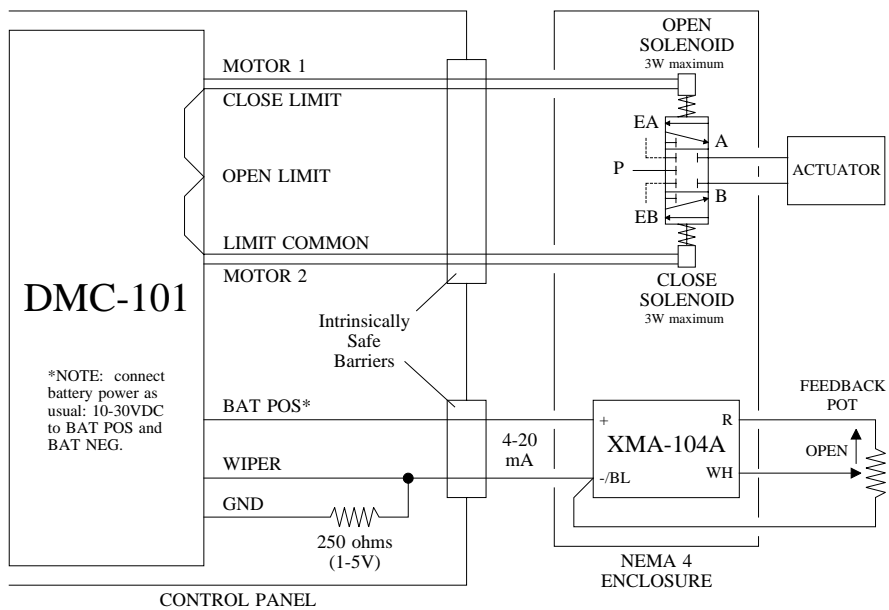 OPEN
SOLENOID
3W maximum
MOTOR 1
CLOSE LIMIT
EA
A
P
ACTUATOR
OPEN LIMIT
B
EB
LIMIT COMMON
MOTOR 2
CLOSE
SOLENOID
3W maximum
DMC-101
Intrinsically
Safe
Barriers
*NOTE: connect
battery power as
usual: 10-30VDC
to BAT POS and
BAT NEG.
FEEDBACK
POT
BAT POS*
4-20
mA
+
R
XMA-104A
OPEN
WIPER
-/BL
WH
GND
250 ohms
(1-5V)
NEMA 4
ENCLOSURE
CONTROL PANEL